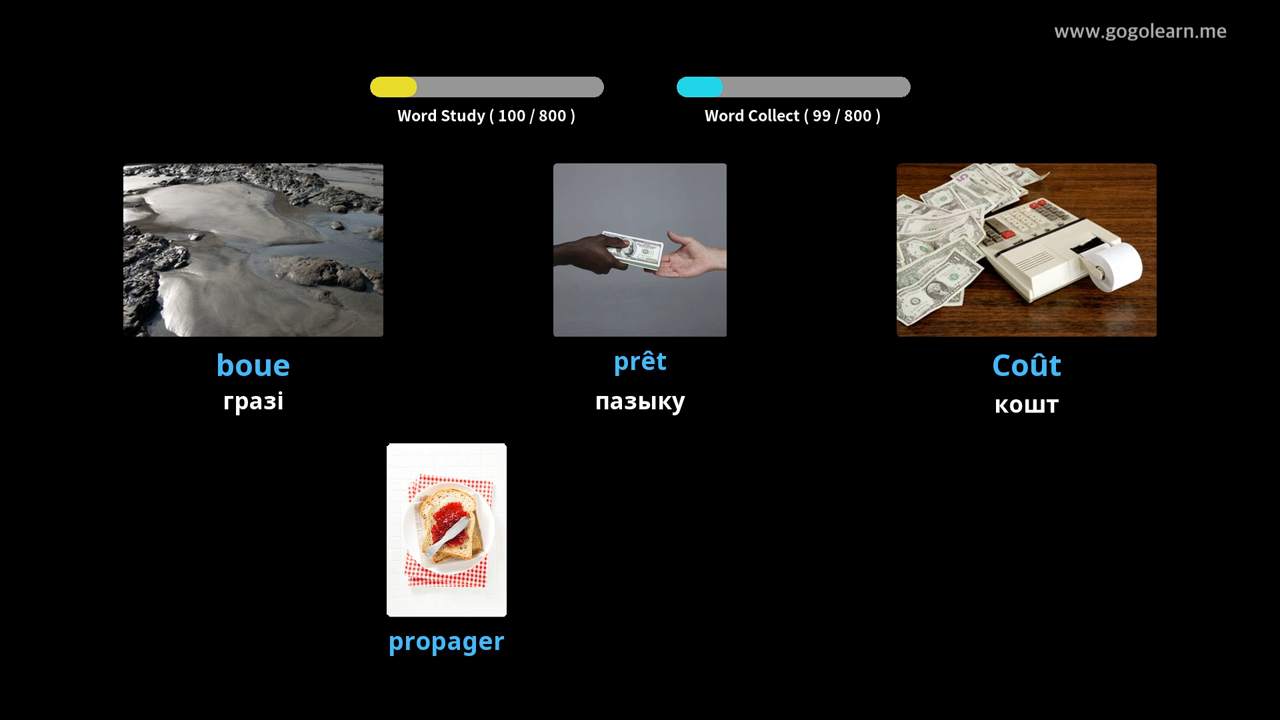 www.gogolearn.me
Word Study ( 100 / 800 )
Word Collect ( 99 / 800 )
boue
гразі
prêt
пазыку
Coût
кошт
propager